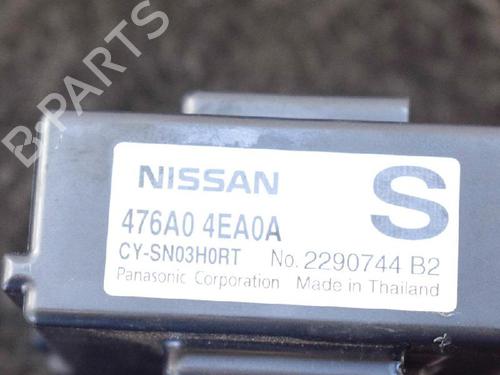 B-PARTS
NISSAN
S
476A0 4EA0A
CY-SN03H0RT No. 2290744 B2
Panasonic Corporation Made in Thailand